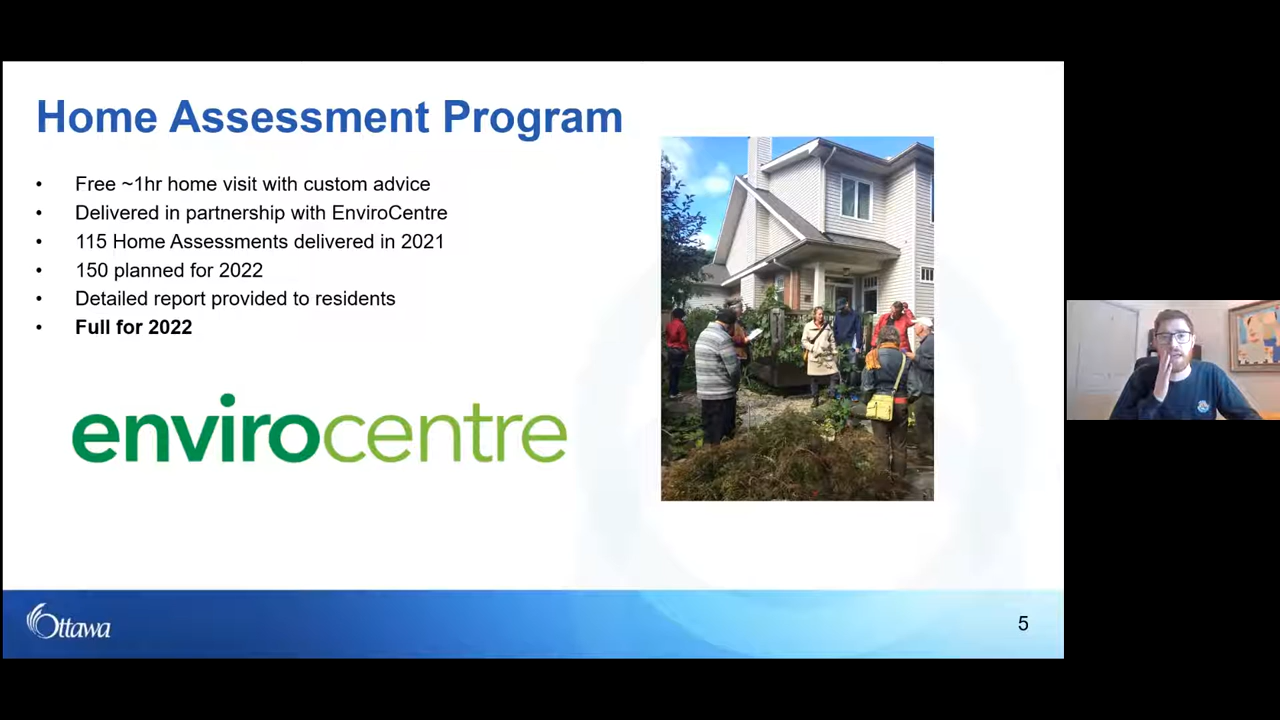 Home Assessment Program
• Free ~1hr home visit with custom advice
• Delivered in partnership with EnviroCentre
• 115 Home Assessments delivered in 2021
• 150 planned for 2022
• Detailed report provided to residents
• Full for 2022
envirocentre
Ottawa
5